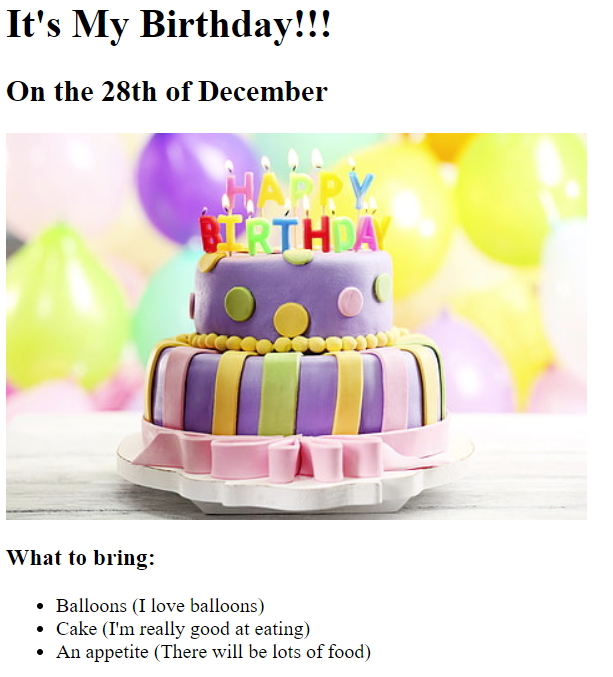 It's My Birthday!!!
On the 28th of December
HAPPY
BIRTHDAY
What to bring:
Balloons (I love balloons)
Cake (I'm really good at eating)
An appetite (There will be lots of food)